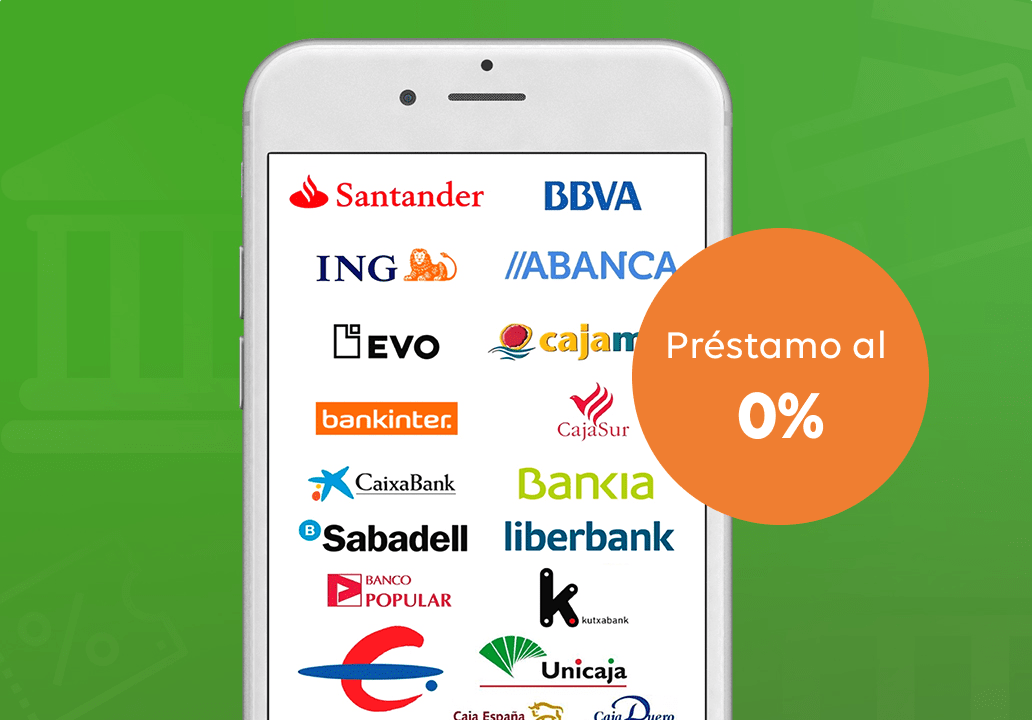 Santander
BBVA
ING
//ABANCA
EVO
cajam
Préstamo al
0%
bankinter.
CajaSur
CaixaBank
Bankia
B Sabadell
liberbank
BANCO
POPULAR
k.
kutxabank
Unicaja
Caja España
Caja Duero